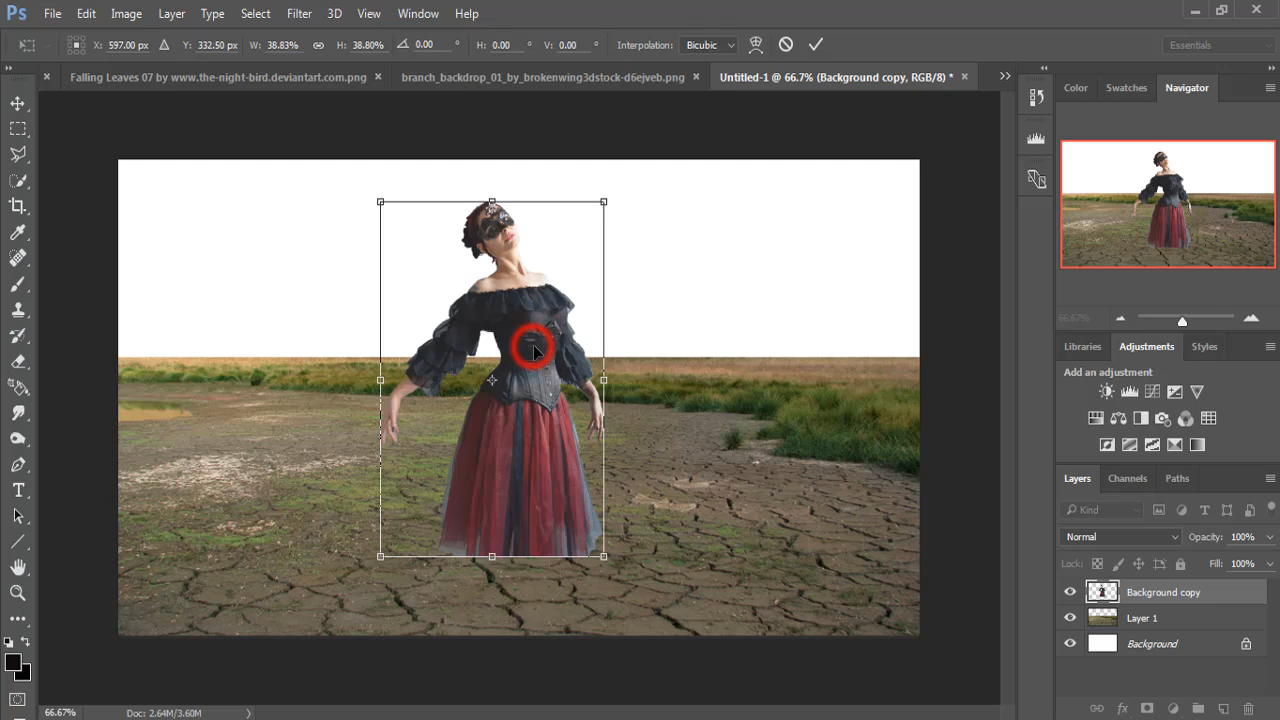 Ps File Edit Image Layer Type Select Filter 3D View Window Help
X: 597.00 px Y: 332.50 px W: 38.83% H: 38.80% 0.00 ° H: 0.00 ° V: 0.00 ° Interpolation: Bicubic Essentials
Falling Leaves 07 by www.the-night-bird.deviantart.com.png × branch_backdrop_01_by_brokenwing3dstock-d6ejveb.png × Untitled-1 @ 66.7% (Background copy, RGB/8) * ×
Color Swatches Navigator
66.67%
Libraries Adjustments Styles
Add an adjustment
Layers Channels Paths
Kind
Normal Opacity: 100%
Lock: Fill: 100%
Background copy
Layer 1
Background
66.67% Doc: 2.64M/3.60M